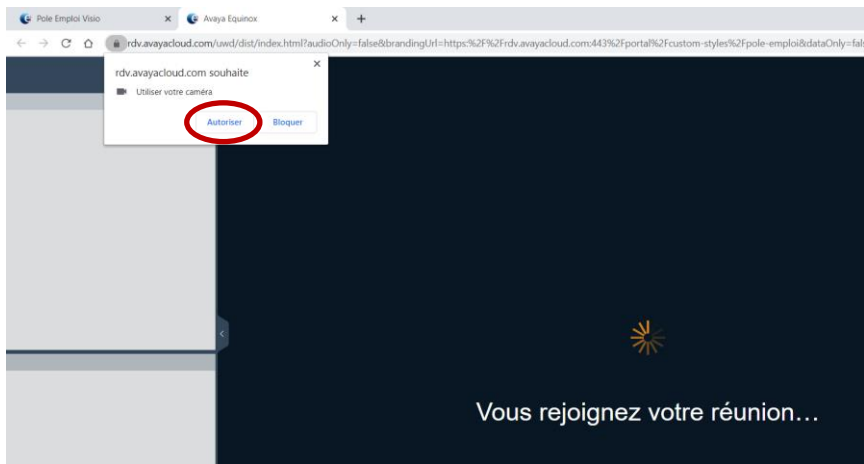 Pole Emploi Visio
Avaya Equinox
rdv.avayacloud.com/uwd/dist/index.html?audioOnly=false&brandingUrl=https:%2F%2Frdv.avayacloud.com:443%2Fportal%2Fcustom-styles%2Fpole-emploi&dataOnly=fals
rdv.avayacloud.com souhaite
Utiliser votre caméra
Autoriser Bloquer
Vous rejoignez votre réunion…